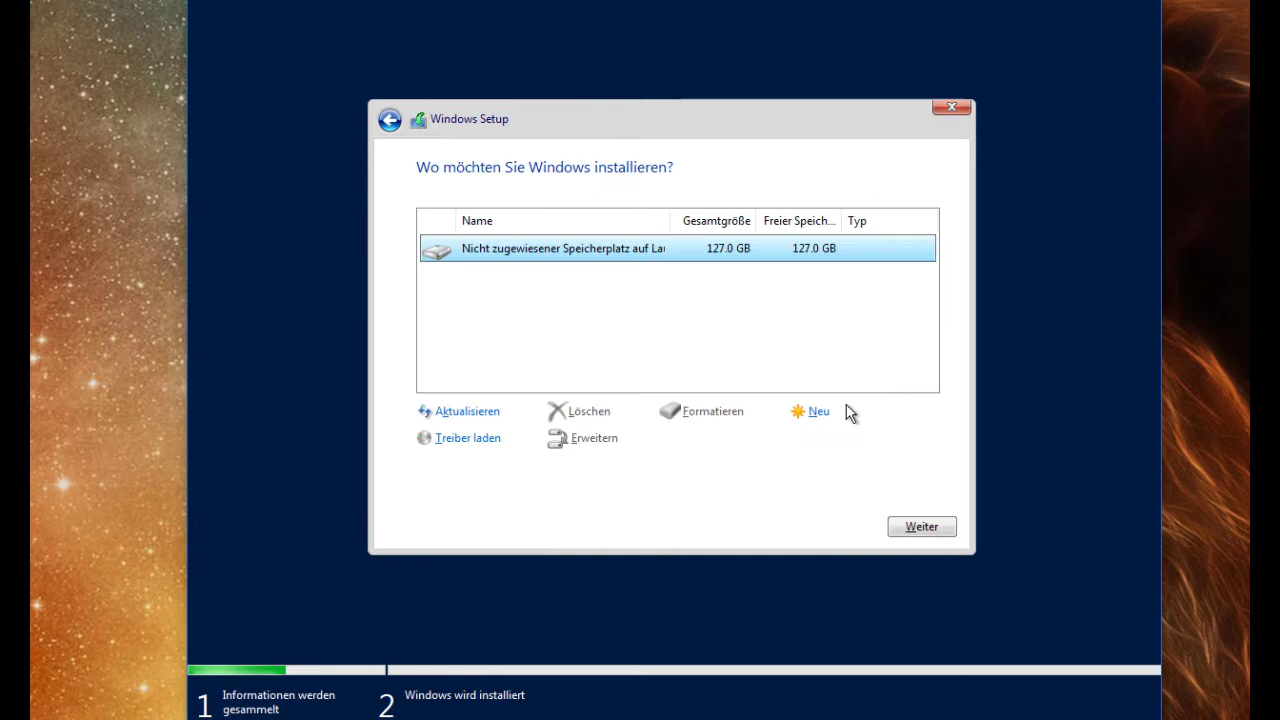 Windows Setup
Wo möchten Sie Windows installieren?
Name Gesamtgröße Freier Speich... Typ
Nicht zugewiesener Speicherplatz auf 127.0 GB 127.0 GB
Aktualisieren Löschen Formatieren Neu
Treiber laden Erweitern
Weiter
1 Informationen werden gesammelt
2 Windows wird installiert